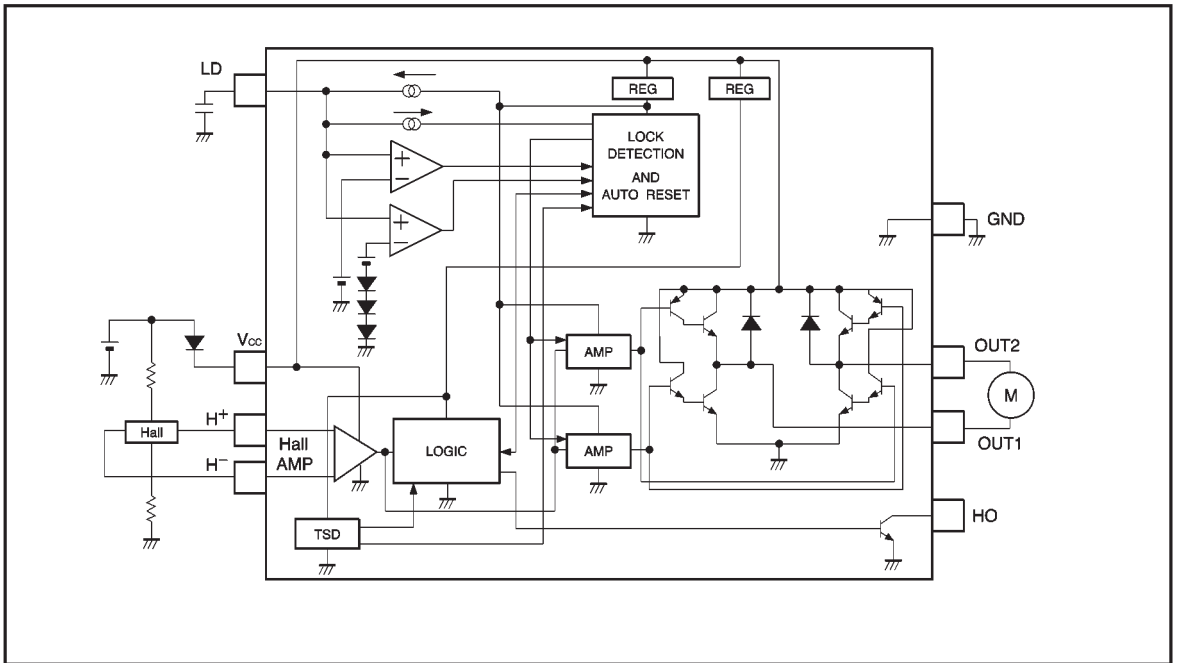 LD
REG
REG
LOCK
DETECTION
AND
AUTO RESET
+
−
+
−
GND
VCC
AMP
OUT2
M
OUT1
H+
Hall
H−
Hall
AMP
LOGIC
AMP
TSD
HO